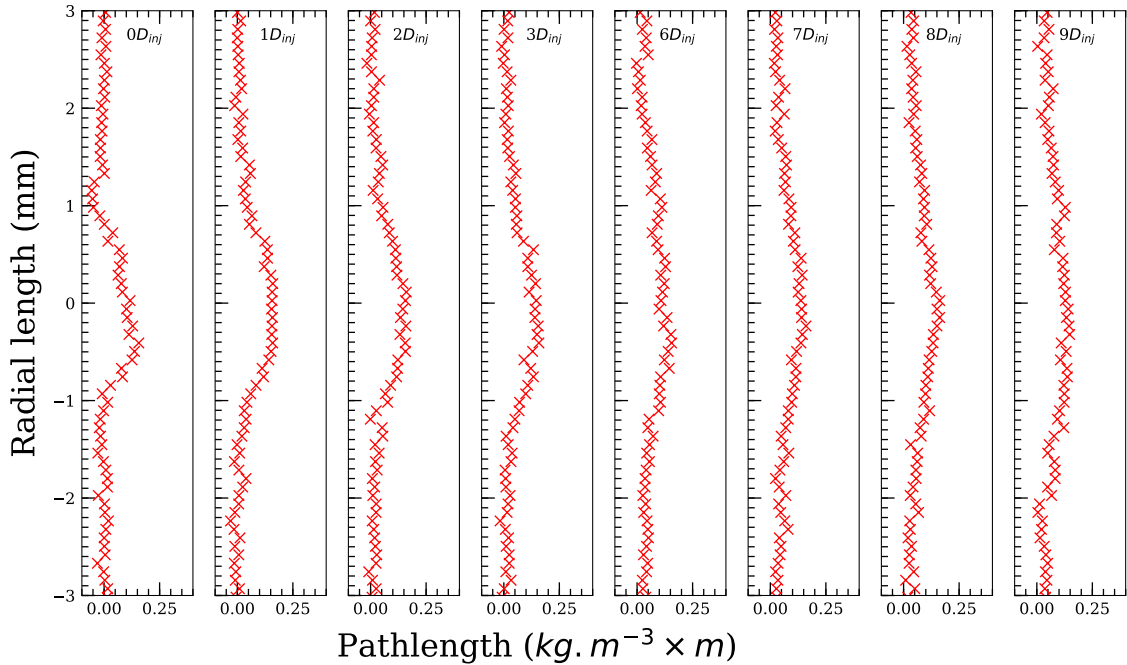 0D_inj 1D_inj 2D_inj 3D_inj 6D_inj 7D_inj 8D_inj 9D_inj
3
2
1
0
−1
−2
−3
Radial length (mm)
0.00 0.25 0.00 0.25 0.00 0.25 0.00 0.25 0.00 0.25 0.00 0.25 0.00 0.25 0.00 0.25
Pathlength (kg.m⁻³ × m)